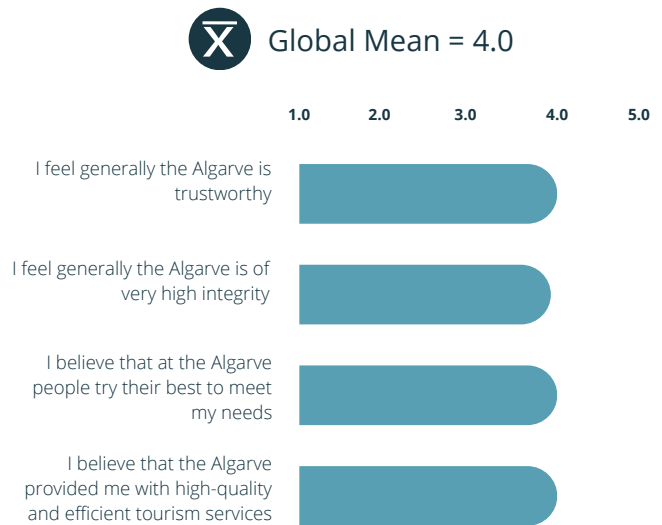 X
Global Mean = 4.0
1.0 2.0 3.0 4.0 5.0
I feel generally the Algarve is
trustworthy
I feel generally the Algarve is of
very high integrity
I believe that at the Algarve
people try their best to meet
my needs
I believe that the Algarve
provided me with high-quality
and efficient tourism services